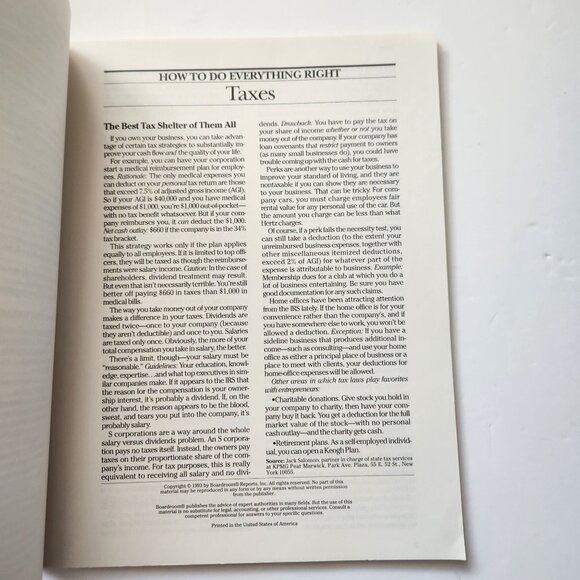 HOW TO DO EVERYTHING RIGHT
Taxes
The Best Tax Shelter of Them All
If you own your business, you can take advan-
tage of certain tax strategies to substantially im-
prove your cash flow and the quality of your life.
For example, you can have your corporation
start a medical reimbursement plan for employ-
ees. Rationale: The only medical expenses you
can deduct on your personal tax return are those
that exceed 7.5% of adjusted gross income (AGI).
So if your AGI is $40,000 and you have medical
expenses of $1,000, you're $1,000 out-of-pocket—
with no tax benefit whatsoever. But if your com-
pany reimburses you, it can deduct the $1,000.
Net cash outlay: $660 if the company is in the 34%
tax bracket.
This strategy works only if the plan applies
equally to all employees. If it is limited to top offi-
cers, they will be taxed as though the reimburse-
ments were salary income. Caution: In the case of
shareholders, dividend treatment may result.
But even that isn't necessarily terrible. You're still
better off paying $660 in taxes than $1,000 in
medical bills.
The way you take money out of your company
makes a difference in your taxes. Dividends are
taxed twice—once to your company (because
they aren't deductible) and once to you. Salaries
are taxed only once. Obviously, the more of your
total compensation you take in salary, the better.
There's a limit, though—your salary must be
"reasonable." Guidelines: Your education, knowl-
edge, expertise...and what top executives in sim-
ilar companies make. If it appears to the IRS that
the reason for the compensation is your owner-
ship interest, it's probably a dividend. If, on the
other hand, the reason appears to be the blood,
sweat, and tears you put into the company, it's
probably salary.
S corporations are a way around the whole
salary versus dividends problem. An S corpora-
tion pays no taxes itself. Instead, the owners pay
taxes on their proportionate share of the com-
pany's income. For tax purposes, this is really
equivalent to receiving all salary and no divi-
dends. Drawback: You have to pay the tax on
your share of income whether or not you take
money out of the company. If your company has
loan covenants that restrict payment to owners
(as many small businesses do), you could have
trouble coming up with the cash for taxes.
Perks are another way to use your business to
improve your standard of living, and they are
nontaxable if you can show they are necessary
to your business. That can be tricky. For com-
pany cars, you must charge employees fair
rental value for any personal use of the car. But
the amount you charge can be less than what
Hertz charges.
Of course, if a perk fails the necessity test, you
can still take a deduction (to the extent your
unreimbursed business expenses, together with
other miscellaneous itemized deductions,
exceed 2% of AGI) for whatever part of the
expense is attributable to business. Example:
Membership dues for a club at which you do a
lot of business entertaining. Be sure you have
good documentation for any such claims.
Home offices have been attracting attention
from the IRS lately. If the home office is for your
convenience rather than the company's, and if
you have somewhere else to work, you won't be
allowed a deduction. Exception: If you have a
sideline business that produces additional in-
come—such as consulting—and use your home
office as either a principal place of business or a
place to meet with clients, your deductions for
home-office expenses will be allowed.
Other areas in which tax laws play favorites
with entrepreneurs:
•Charitable donations. Give stock you hold in
your company to charity, then have your com-
pany buy it back. You get a deduction for the full
market value of the stock—with no personal
cash outlay—and the charity gets cash.
•Retirement plans. As a self-employed individ-
ual, you can open a Keogh Plan.
Source: Jack Salomon, partner in charge of state tax services
at KPMG Peat Marwick, Park Ave. Plaza, 55 E. 52 St., New
York 10055.
Copyright © 1993 by Boardroom® Reports, Inc. All rights reserved. No part of this
material may be reproduced in any form or by any means without written permission
from the publisher.
Boardroom® publishes the advice of expert authorities in many fields. But the use of this
material is no substitute for legal, accounting, or other professional services. Consult a
competent professional for answers to your specific questions.
Printed in the United States of America